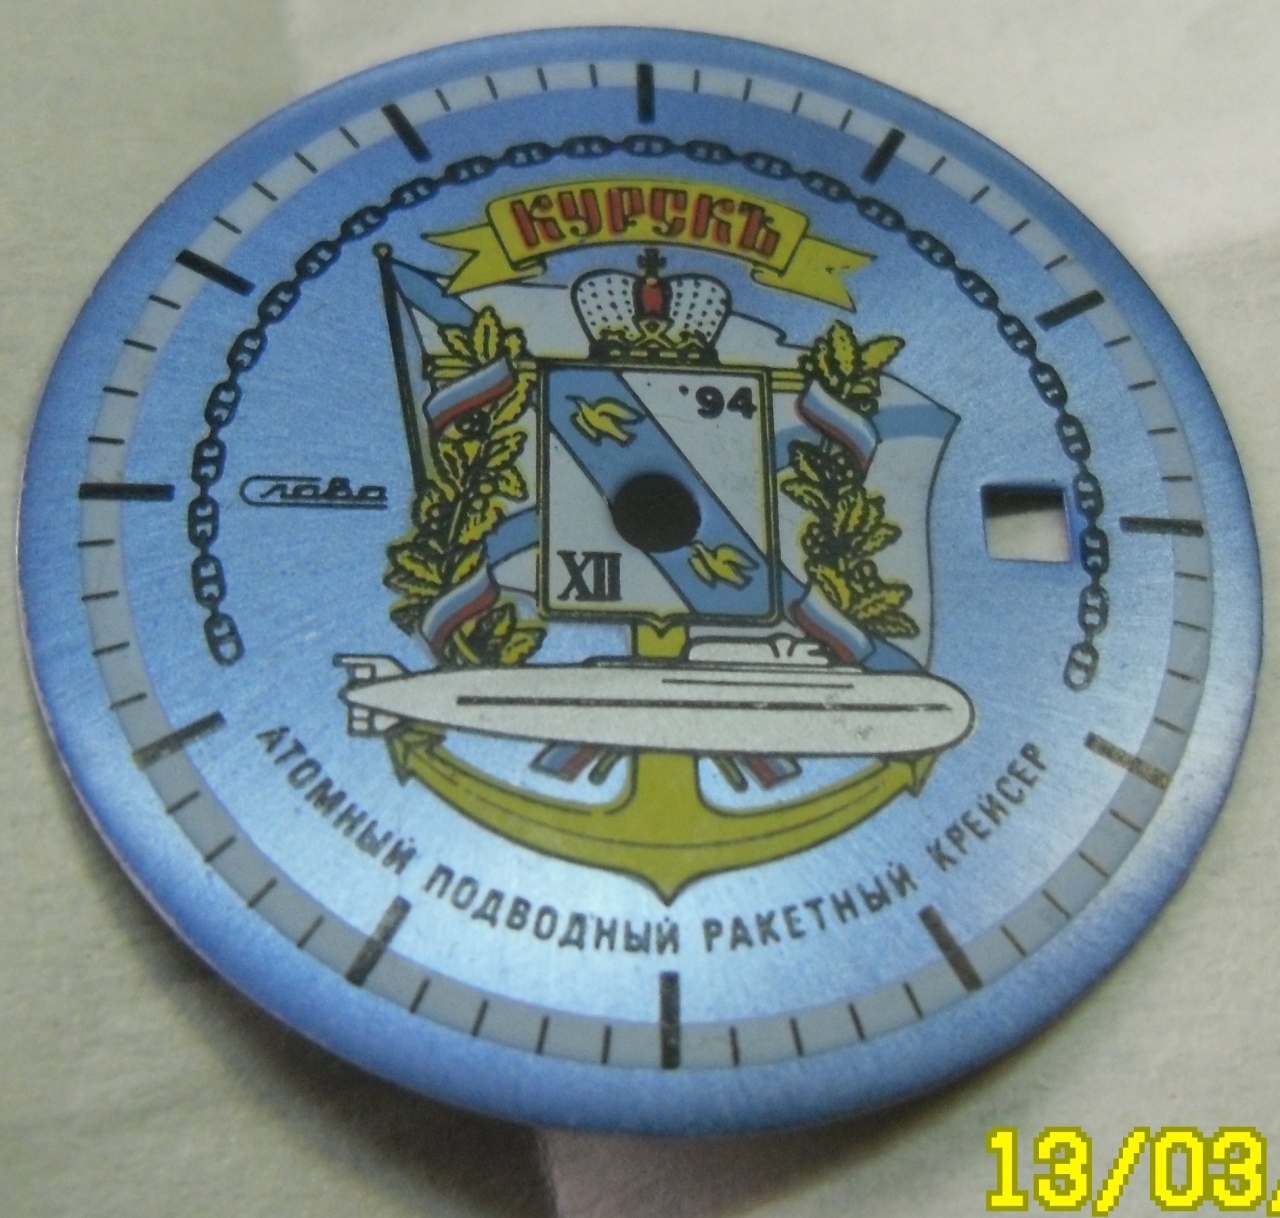 КУРСКЪ
'94
Слава
XII
АТОМНЫЙ ПОДВОДНЫЙ РАКЕТНЫЙ КРЕЙСЕР
13/03/